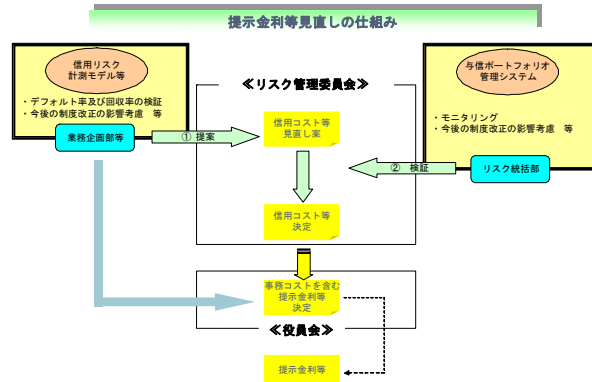 提示金利等見直しの仕組み
信用リスク
計測モデル等
・デフォルト率及び回収率の検証
・今後の制度改正の影響考慮　等
業務企画部等
① 提案
≪リスク管理委員会≫
信用コスト等
見直し案
与信ポートフォリオ
管理システム
・モニタリング
・今後の制度改正の影響考慮　等
リスク統括部
②　検証
信用コスト等
決定
事務コストを含む
提示金利等
決定
≪役員会≫
提示金利等